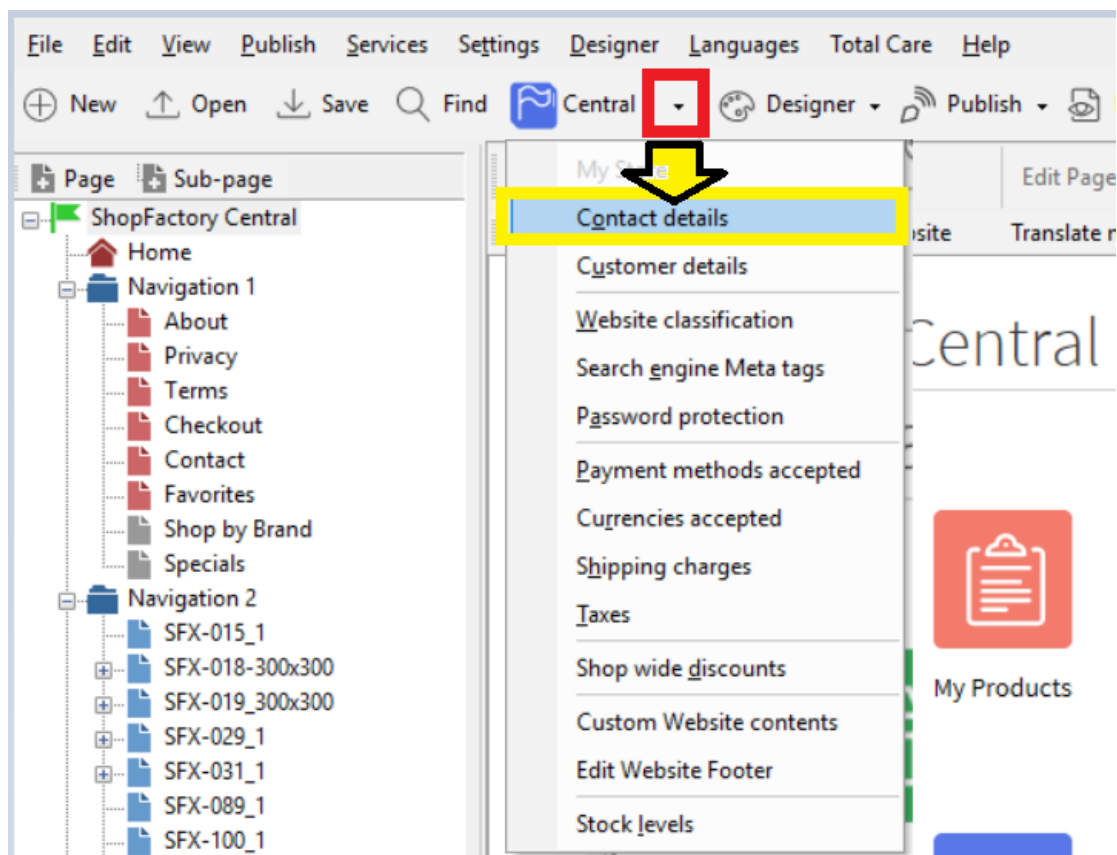 File Edit View Publish Services Settings Designer Languages Total Care Help
New Open Save Find Central Designer Publish
Page Sub-page
ShopFactory Central
Home
Navigation 1
About
Privacy
Terms
Checkout
Contact
Favorites
Shop by Brand
Specials
Navigation 2
SFX-015_1
SFX-018-300x300
SFX-019_300x300
SFX-029_1
SFX-031_1
SFX-089_1
SFX-100_1
My Store
Contact details
Customer details
Website classification
Search engine Meta tags
Password protection
Payment methods accepted
Currencies accepted
Shipping charges
Taxes
Shop wide discounts
Custom Website contents
Edit Website Footer
Stock levels
Edit Page
Translate
Central
My Products